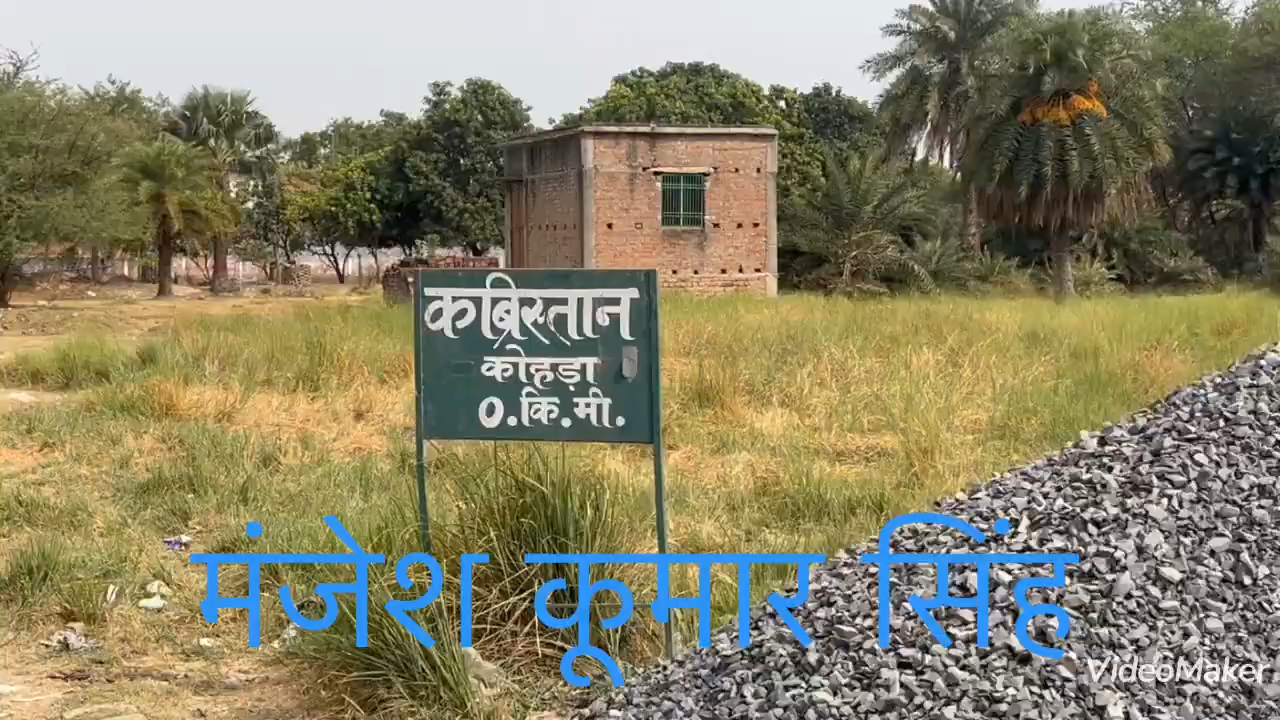 कब्रिस्तान
कोहड़ा
0.कि.मी.
मंजेश कूमार सिंह
VideoMaker